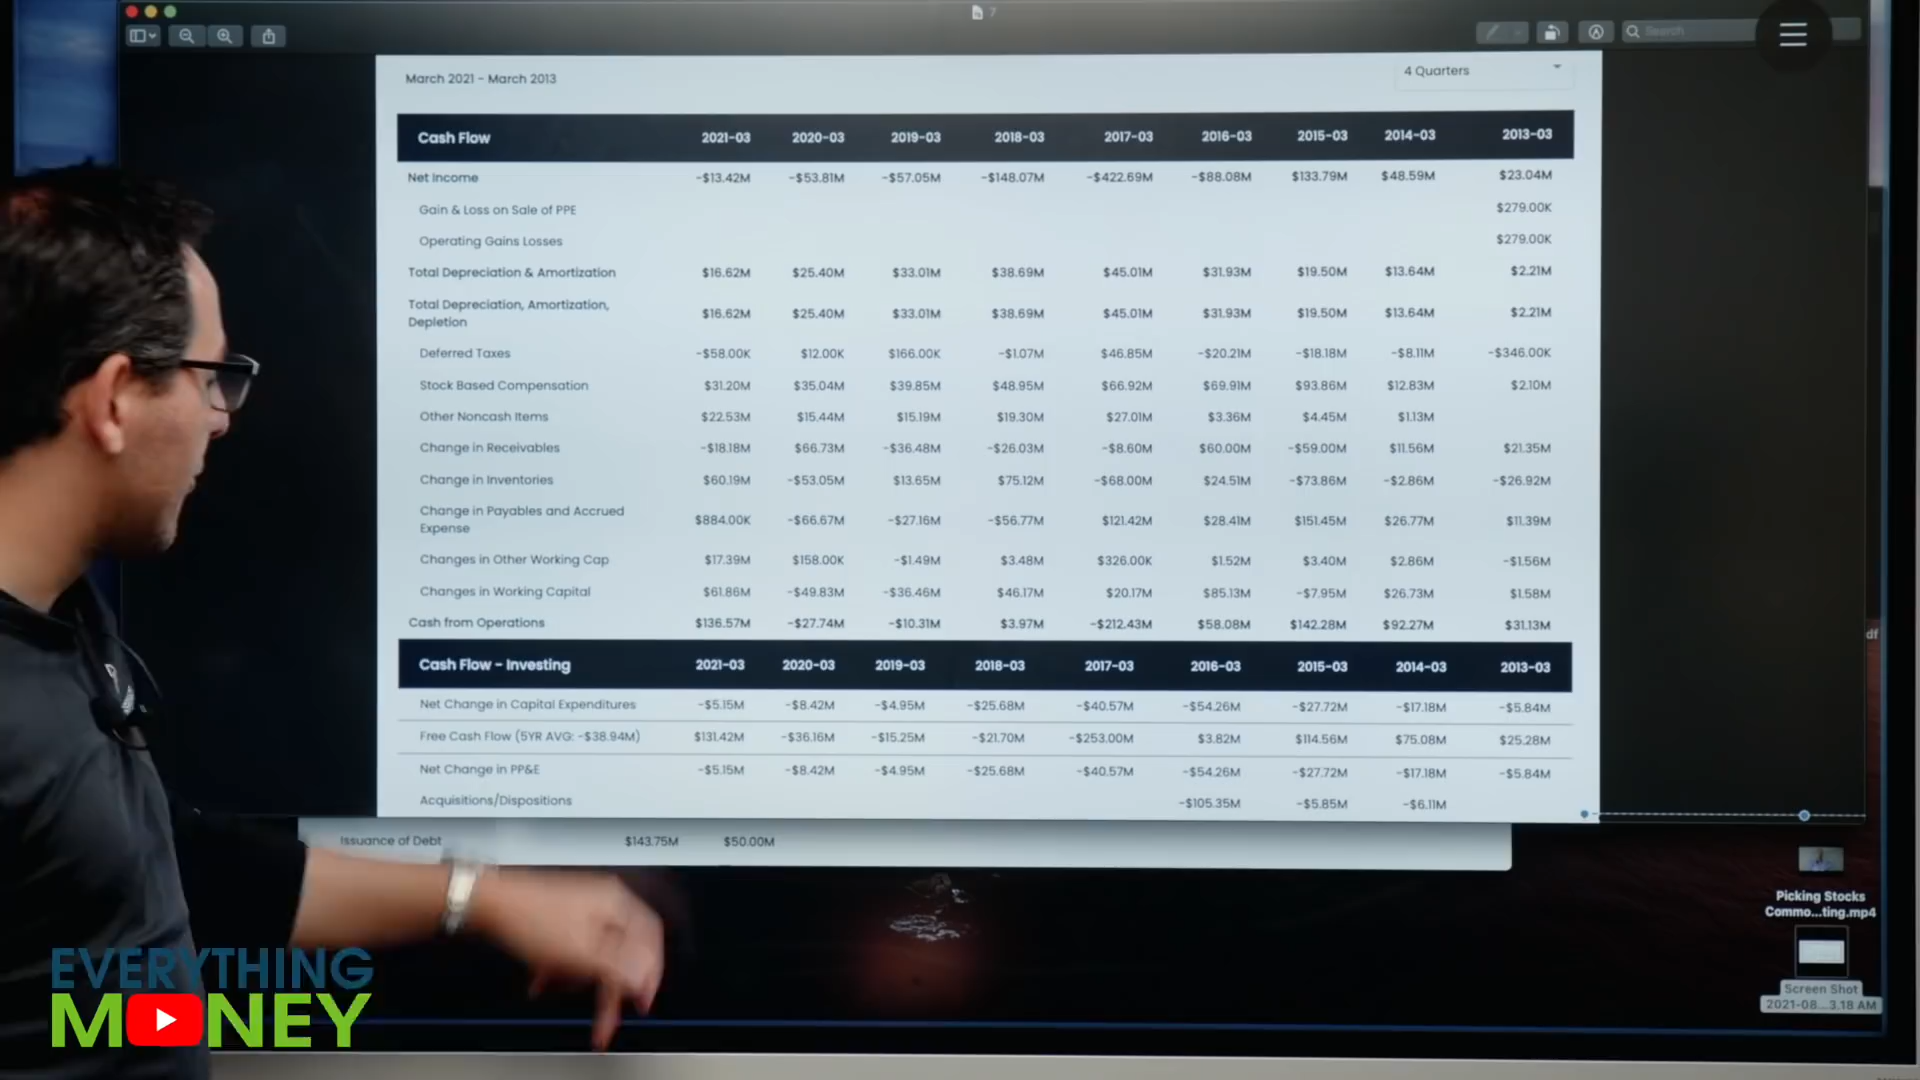 7
Search
March 2021 - March 2013
4 Quarters
Cash Flow 2021-03 2020-03 2019-03 2018-03 2017-03 2016-03 2015-03 2014-03 2013-03
Net Income -$13.42M -$53.81M -$57.05M -$148.07M -$422.69M -$88.08M $133.79M $48.59M $23.04M
Gain & Loss on Sale of PPE $279.00K
Operating Gains Losses $279.00K
Total Depreciation & Amortization $16.62M $25.40M $33.01M $38.69M $45.01M $31.93M $19.50M $13.64M $2.21M
Total Depreciation, Amortization,
Depletion $16.62M $25.40M $33.01M $38.69M $45.01M $31.93M $19.50M $13.64M $2.21M
Deferred Taxes -$58.00K $12.00K $166.00K -$1.07M $46.85M -$20.21M -$18.18M -$8.11M -$346.00K
Stock Based Compensation $31.20M $35.04M $39.85M $48.95M $66.92M $69.91M $93.86M $12.83M $2.10M
Other Noncash Items $22.53M $15.44M $15.19M $19.30M $27.01M $3.36M $4.45M $1.13M
Change in Receivables -$18.18M $66.73M -$36.48M -$26.03M -$8.60M $60.00M -$59.00M $11.56M $21.35M
Change in Inventories $60.19M -$53.05M $13.65M $75.12M -$68.00M $24.51M -$73.86M -$2.86M -$26.92M
Change in Payables and Accrued
Expense $884.00K -$66.67M -$27.16M -$56.77M $121.42M $28.41M $151.45M $26.77M $11.39M
Changes in Other Working Cap $17.39M $158.00K -$1.49M $3.48M $326.00K $1.52M $3.40M $2.86M -$1.56M
Changes in Working Capital $61.86M -$49.83M -$36.46M $46.17M $20.17M $85.13M -$7.95M $26.73M $1.58M
Cash from Operations $136.57M -$27.74M -$10.31M $3.97M -$212.43M $58.08M $142.28M $92.27M $31.13M
Cash Flow - Investing 2021-03 2020-03 2019-03 2018-03 2017-03 2016-03 2015-03 2014-03 2013-03
Net Change in Capital Expenditures -$5.15M -$8.42M -$4.95M -$25.68M -$40.57M -$54.26M -$27.72M -$17.18M -$5.84M
Free Cash Flow (5YR AVG: -$38.94M) $131.42M -$36.16M -$15.25M -$21.70M -$253.00M $3.82M $114.56M $75.08M $25.28M
Net Change in PP&E -$5.15M -$8.42M -$4.95M -$25.68M -$40.57M -$54.26M -$27.72M -$17.18M -$5.84M
Acquisitions/Dispositions -$105.35M -$5.85M -$6.11M
Issuance of Debt $143.75M $50.00M
df
Picking Stocks
Commo...ting.mp4
Screen Shot
2021-08...3.18 AM
EVERYTHING
MONEY